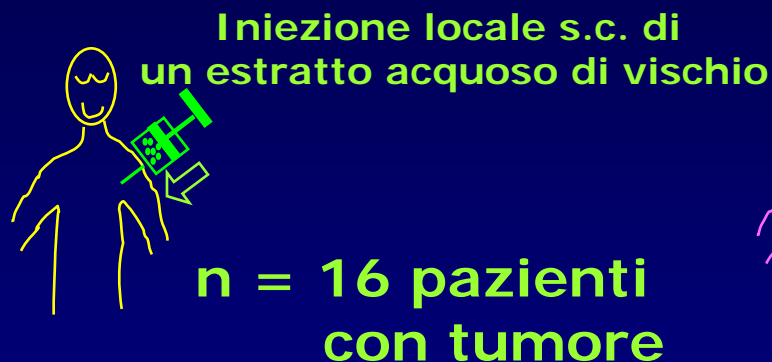 Iniezione locale s.c. di
un estratto acquoso di vischio
n = 16 pazienti
con tumore